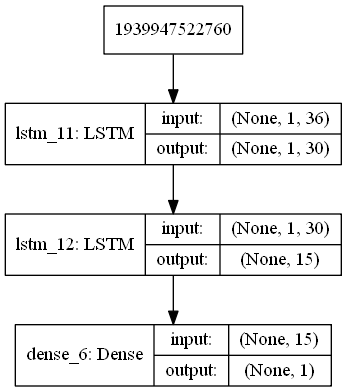 1939947522760
lstm_11: LSTM
input: (None, 1, 36)
output: (None, 1, 30)
lstm_12: LSTM
input: (None, 1, 30)
output: (None, 15)
dense_6: Dense
input: (None, 15)
output: (None, 1)